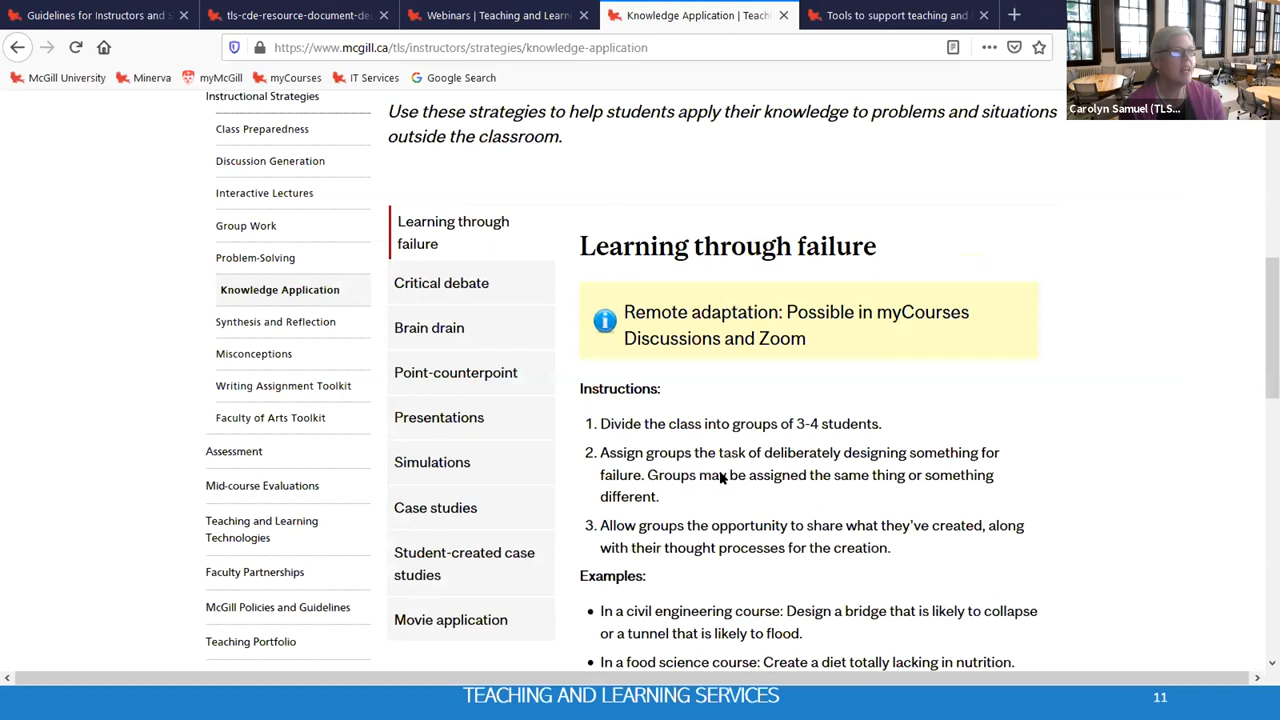 Guidelines for Instructors and S
tls-cde-resource-document-de
Webinars | Teaching and Learni
Knowledge Application | Teach
Tools to support teaching and
https://www.mcgill.ca/tls/instructors/strategies/knowledge-application
McGill University
Minerva
myMcGill
myCourses
IT Services
Google Search
Carolyn Samuel (TLS...
Instructional Strategies
Class Preparedness
Discussion Generation
Interactive Lectures
Group Work
Problem-Solving
Knowledge Application
Synthesis and Reflection
Misconceptions
Writing Assignment Toolkit
Faculty of Arts Toolkit
Assessment
Mid-course Evaluations
Teaching and Learning
Technologies
Faculty Partnerships
McGill Policies and Guidelines
Teaching Portfolio
Use these strategies to help students apply their knowledge to problems and situations
outside the classroom.
Learning through
failure
Critical debate
Brain drain
Point-counterpoint
Presentations
Simulations
Case studies
Student-created case
studies
Movie application
Learning through failure
Remote adaptation: Possible in myCourses
Discussions and Zoom
Instructions:
1. Divide the class into groups of 3-4 students.
2. Assign groups the task of deliberately designing something for
failure. Groups may be assigned the same thing or something
different.
3. Allow groups the opportunity to share what they've created, along
with their thought processes for the creation.
Examples:
• In a civil engineering course: Design a bridge that is likely to collapse
or a tunnel that is likely to flood.
• In a food science course: Create a diet totally lacking in nutrition.
TEACHING AND LEARNING SERVICES
11